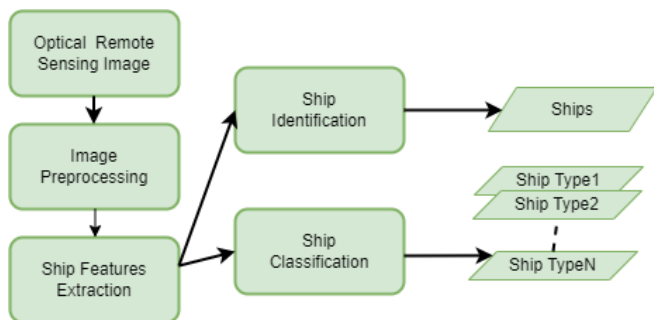 Optical Remote
Sensing Image
Image
Preprocessing
Ship Features
Extraction
Ship
Identification
Ships
Ship
Classification
Ship Type1
Ship Type2
Ship TypeN